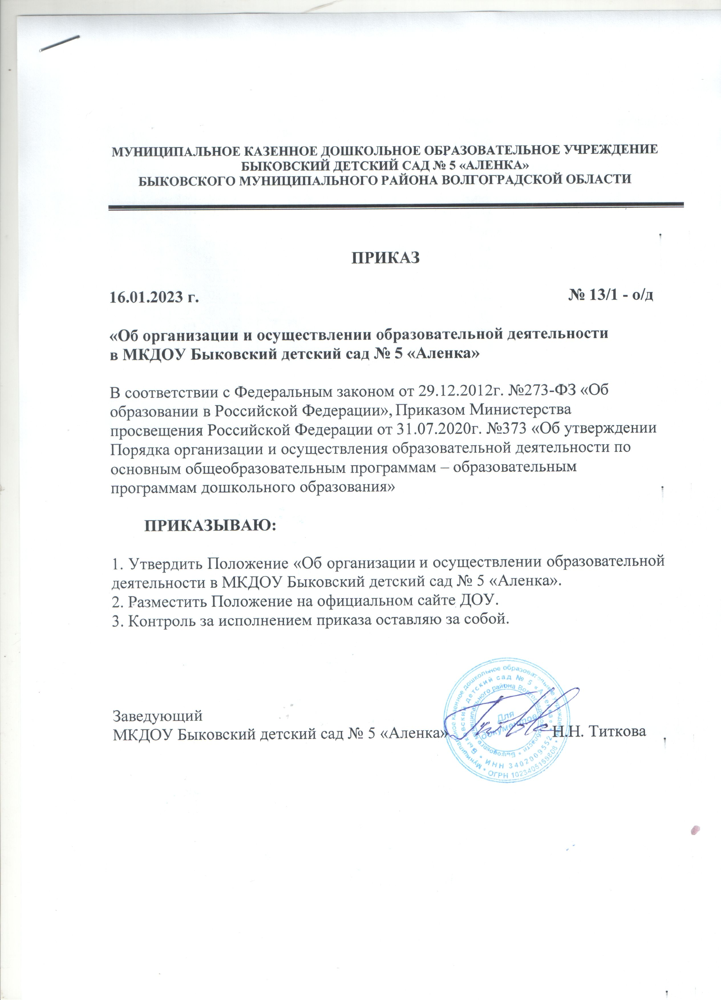 МУНИЦИПАЛЬНОЕ КАЗЕННОЕ ДОШКОЛЬНОЕ ОБРАЗОВАТЕЛЬНОЕ УЧРЕЖДЕНИЕ
БЫКОВСКИЙ ДЕТСКИЙ САД № 5 «АЛЕНКА»
БЫКОВСКОГО МУНИЦИПАЛЬНОГО РАЙОНА ВОЛГОГРАДСКОЙ ОБЛАСТИ
ПРИКАЗ
16.01.2023 г. № 13/1 - о/д
«Об организации и осуществлении образовательной деятельности
в МКДОУ Быковский детский сад № 5 «Аленка»
В соответствии с Федеральным законом от 29.12.2012г. №273-ФЗ «Об
образовании в Российской Федерации», Приказом Министерства
просвещения Российской Федерации от 31.07.2020г. №373 «Об утверждении
Порядка организации и осуществления образовательной деятельности по
основным общеобразовательным программам – образовательным
программам дошкольного образования»
ПРИКАЗЫВАЮ:
1. Утвердить Положение «Об организации и осуществлении образовательной
деятельности в МКДОУ Быковский детский сад № 5 «Аленка».
2. Разместить Положение на официальном сайте ДОУ.
3. Контроль за исполнением приказа оставляю за собой.
Заведующий
МКДОУ Быковский детский сад № 5 «Аленка» Н.Н. Титкова
Муниципальное казенное дошкольное образовательное учреждение •
Быковский детский сад № 5 «Аленка» •
Быковского муниципального района Волгоградской области •
Для
документов
ИНН 3402009552
ОГРН